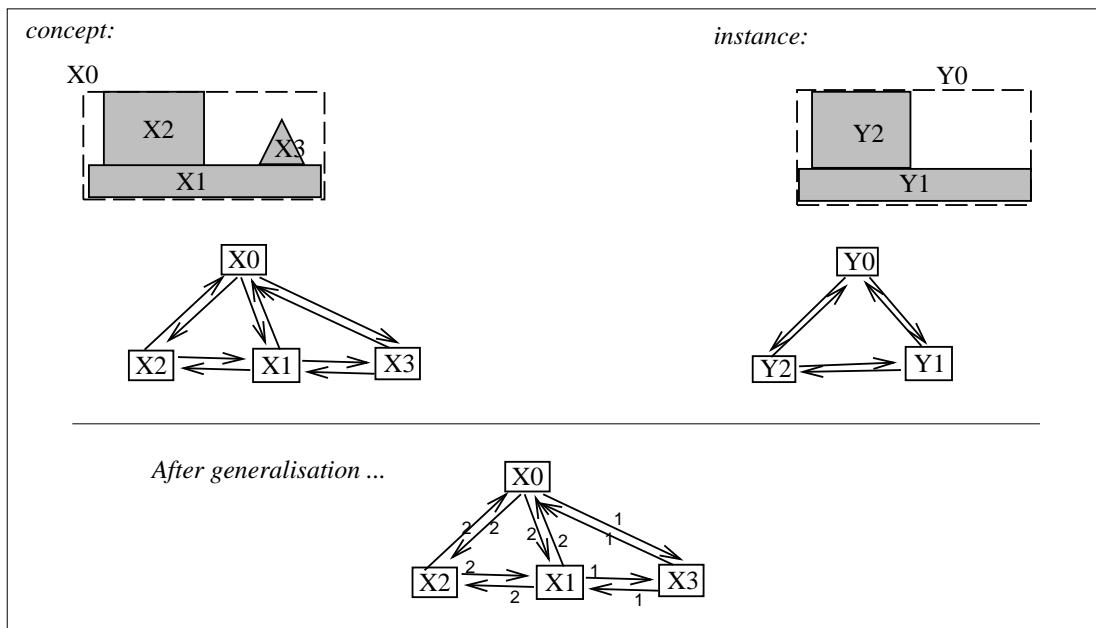 concept:
instance:
X0
Y0
X2
X3
Y2
X1
Y1
X0
Y0
X2
X1
X3
Y2
Y1
After generalisation ...
X0
1
2
2
2
2
1
2
1
X2
X1
X3
2
1